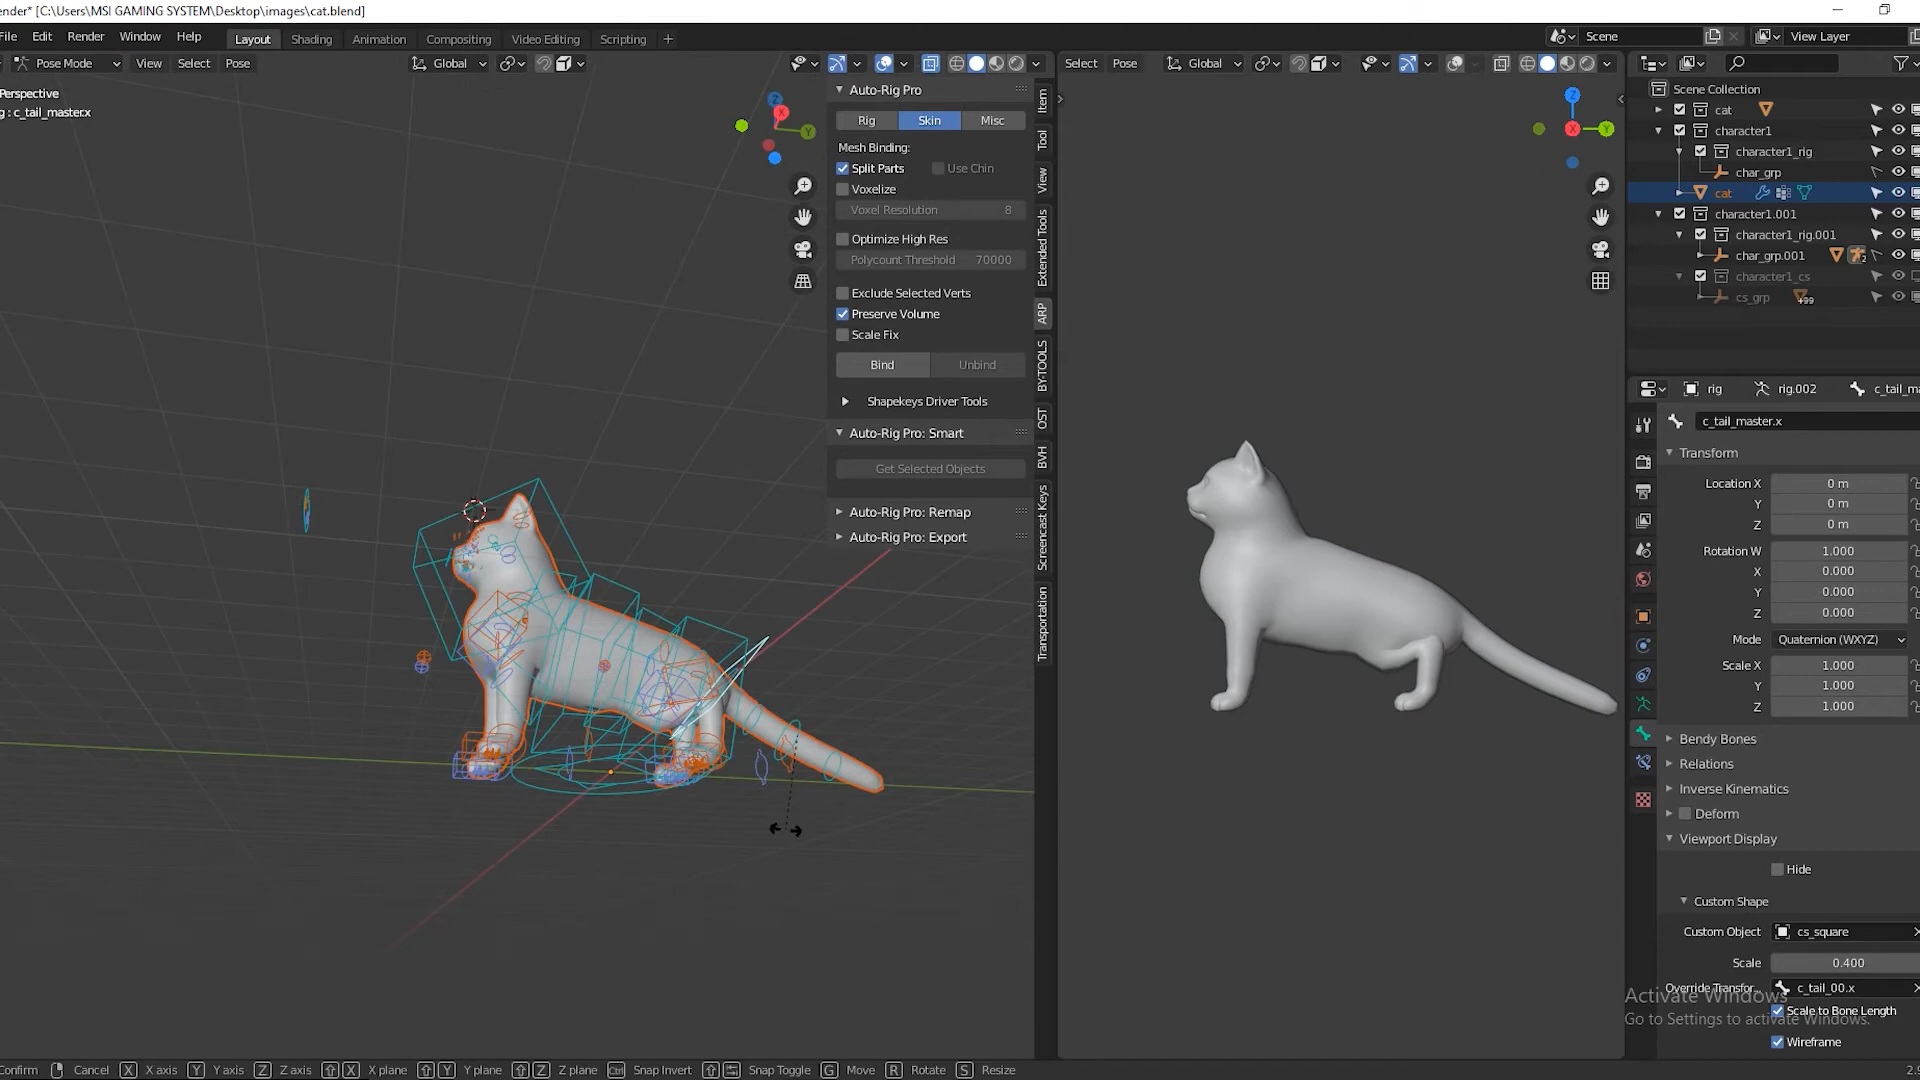 ender* [C:\Users\MSI GAMING SYSTEM\Desktop\images\cat.blend]
File Edit Render Window Help Layout Shading Animation Compositing Video Editing Scripting + Scene View Layer
Pose Mode View Select Pose Global Select Pose Global
Perspective
g : c_tail_master.x
Auto-Rig Pro
Rig Skin Misc
Mesh Binding:
Split Parts Use Chin
Voxelize
Voxel Resolution 8
Optimize High Res
Polycount Threshold 70000
Exclude Selected Verts
Preserve Volume
Scale Fix
Bind Unbind
Shapekeys Driver Tools
Auto-Rig Pro: Smart
Get Selected Objects
Auto-Rig Pro: Remap
Auto-Rig Pro: Export
Item
Tool
View
Extended Tools
ARP
BY-TOOLS
OST
BVH
Screencast Keys
Transportation
X Y Z
X Y Z
Scene Collection
cat
character1
character1_rig
char_grp
cat
character1.001
character1_rig.001
char_grp.001 2
character1_cs
cs_grp +99
rig rig.002 c_tail_ma
c_tail_master.x
Transform
Location X 0 m
Y 0 m
Z 0 m
Rotation W 1.000
X 0.000
Y 0.000
Z 0.000
Mode Quaternion (WXYZ)
Scale X 1.000
Y 1.000
Z 1.000
Bendy Bones
Relations
Inverse Kinematics
Deform
Viewport Display
Hide
Custom Shape
Custom Object cs_square
Scale 0.400
Override Transfor... c_tail_00.x
Scale to Bone Length
Wireframe
Activate Windows
Go to Settings to activate Windows.
Confirm Cancel X X axis Y Y axis Z Z axis X X plane Y Y plane Z Z plane Ctrl Snap Invert Snap Toggle G Move R Rotate S Resize 2.9